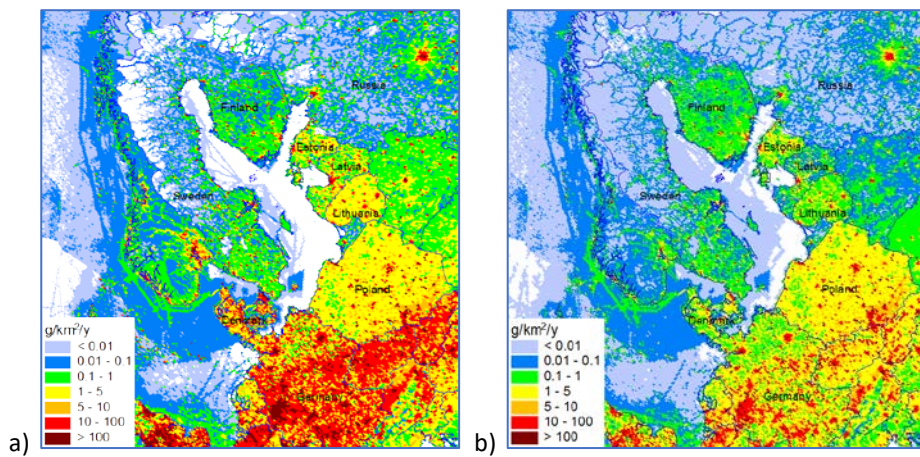 Russia
Finland
Estonia
Latvia
Sweden
Lithuania
Poland
Denmark
Germany
g/km²/y
< 0.01
0.01 - 0.1
0.1 - 1
1 - 5
5 - 10
10 - 100
> 100
a)
Russia
Finland
Estonia
Latvia
Sweden
Lithuania
Poland
Denmark
Germany
g/km²/y
< 0.01
0.01 - 0.1
0.1 - 1
1 - 5
5 - 10
10 - 100
> 100
b)